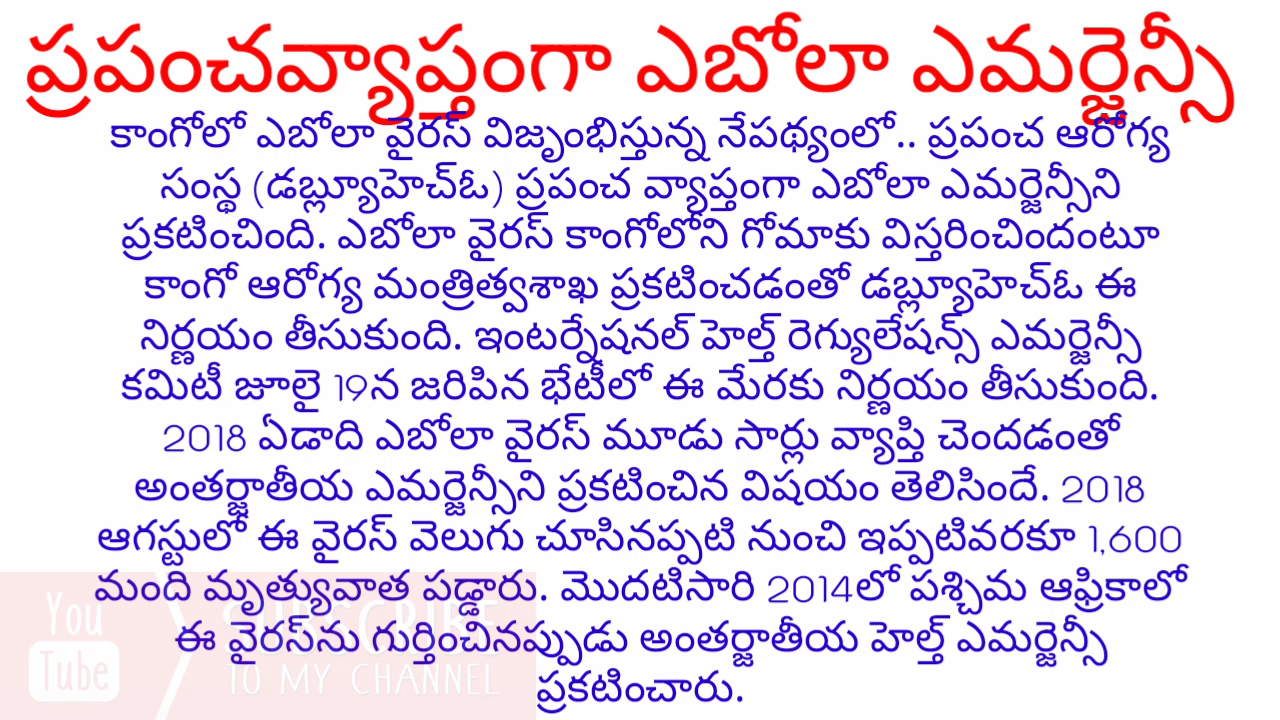 ప్రపంచవ్యాప్తంగా ఎబోలా ఎమర్జెన్సీ
కాంగోలో ఎబోలా వైరస్ విజృంభిస్తున్న నేపథ్యంలో.. ప్రపంచ ఆరోగ్య
సంస్థ (డబ్ల్యూహెచ్ఓ) ప్రపంచ వ్యాప్తంగా ఎబోలా ఎమర్జెన్సీని
ప్రకటించింది. ఎబోలా వైరస్ కాంగోలోని గోమాకు విస్తరించిందంటూ
కాంగో ఆరోగ్య మంత్రిత్వశాఖ ప్రకటించడంతో డబ్ల్యూహెచ్ఓ ఈ
నిర్ణయం తీసుకుంది. ఇంటర్నేషనల్ హెల్త్ రెగ్యులేషన్స్ ఎమర్జెన్సీ
కమిటీ జూలై 19న జరిపిన భేటీలో ఈ మేరకు నిర్ణయం తీసుకుంది.
2018 ఏడాది ఎబోలా వైరస్ మూడు సార్లు వ్యాప్తి చెందడంతో
అంతర్జాతీయ ఎమర్జెన్సీని ప్రకటించిన విషయం తెలిసిందే. 2018
ఆగస్టులో ఈ వైరస్ వెలుగు చూసినప్పటి నుంచి ఇప్పటివరకూ 1,600
మంది మృత్యువాత పడ్డారు. మొదటిసారి 2014లో పశ్చిమ ఆఫ్రికాలో
ఈ వైరస్‌ను గుర్తించినప్పుడు అంతర్జాతీయ హెల్త్ ఎమర్జెన్సీ
ప్రకటించారు.
You
Tube
SUBSCRIBE
TO MY CHANNEL